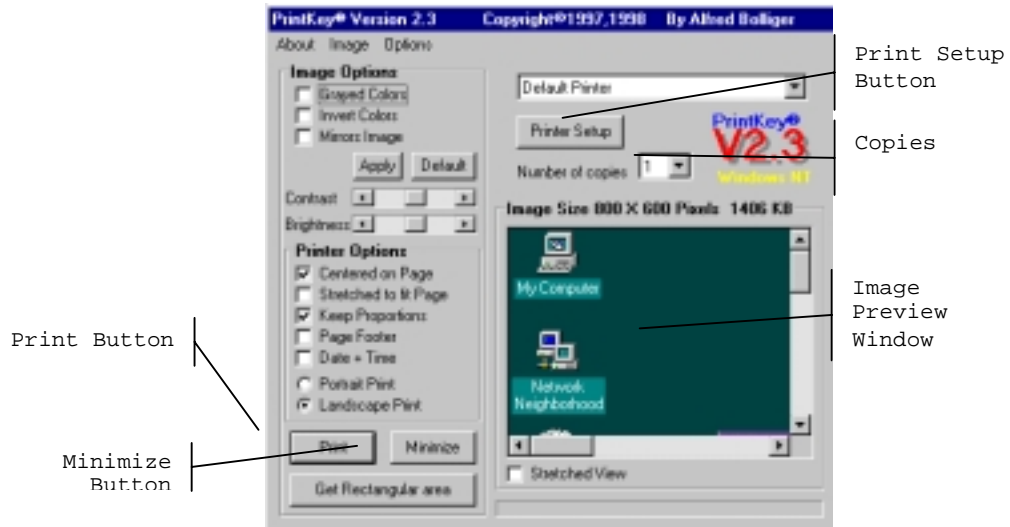 PrintKey® Version 2.3 Copyright©1997,1998 By Alfred Bolliger
About Image Options
Image Options
Grayed Colors
Invert Colors
Mirrors Image
Apply Default
Contrast
Brightness
Printer Options
Centered on Page
Stretched to fit Page
Keep Proportions
Page Footer
Date + Time
Portrait Print
Landscape Print
Print Minimize
Get Rectangular area
Default Printer
Printer Setup
Number of copies 1
PrintKey®
V2.3
Windows NT
Image Size 800 X 600 Pixels 1406 KB
My Computer
Network
Neighborhood
Stretched View
Print Setup
Button
Copies
Image
Preview
Window
Print Button
Minimize
Button